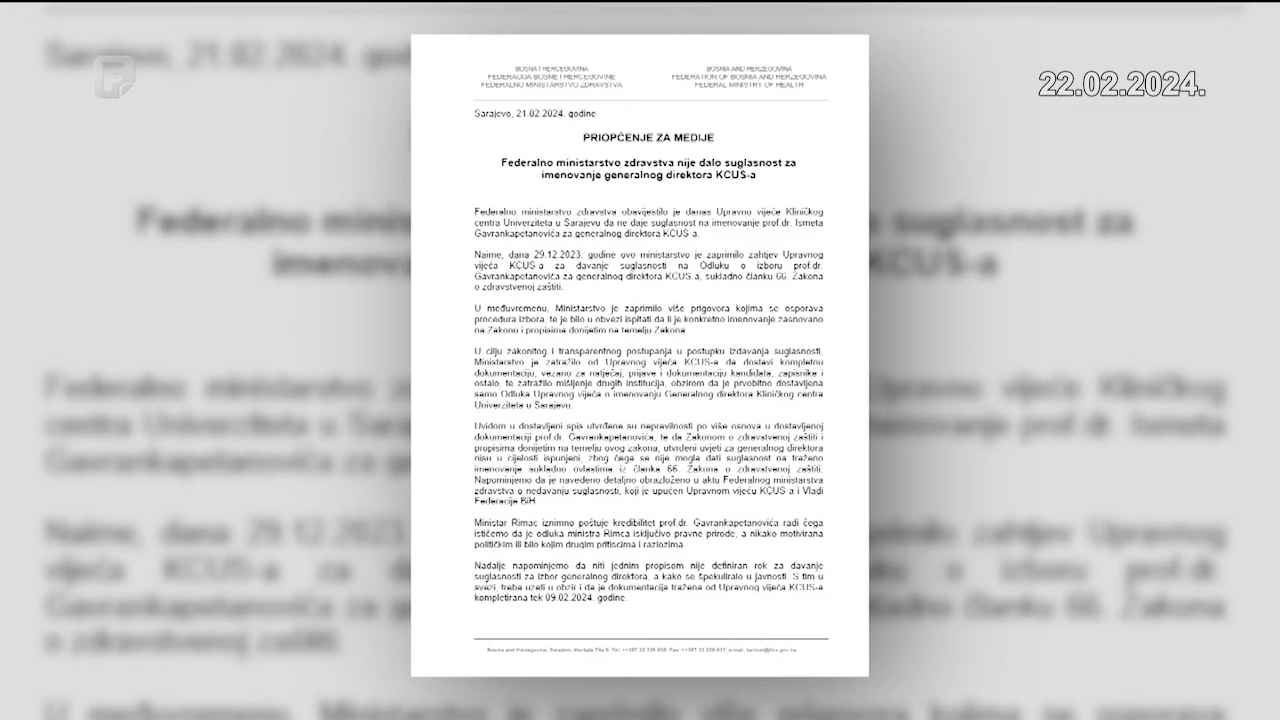 22.02.2024.
BOSNA I HERCEGOVINA
FEDERACIJA BOSNE I HERCEGOVINE
FEDERALNO MINISTARSTVO ZDRAVSTVA
BOSNIA AND HERZEGOVINA
FEDERATION OF BOSNIA AND HERZEGOVINA
FEDERAL MINISTRY OF HEALTH
Sarajevo, 21.02.2024. godine
PRIOPĆENJE ZA MEDIJE
Federalno ministarstvo zdravstva nije dalo suglasnost za
imenovanje generalnog direktora KCUS-a
Federalno ministarstvo zdravstva obavijestilo je danas Upravno vijeće Kliničkog
centra Univerziteta u Sarajevu da ne daje suglasnost na imenovanje prof.dr. Ismeta
Gavrankapetanovića za generalnog direktora KCUS-a.
Naime, dana 29.12.2023. godine ovo ministarstvo je zaprimilo zahtjev Upravnog
vijeća KCUS-a za davanje suglasnosti na Odluku o izboru prof.dr.
Gavrankapetanovića za generalnog direktora KCUS-a, sukladno članku 66. Zakona
o zdravstvenoj zaštiti.
U međuvremenu, Ministarstvo je zaprimilo više prigovora kojima se osporava
procedura izbora, te je bilo u obvezi ispitati da li je konkretno imenovanje zasnovano
na Zakonu i propisima donijetim na temelju Zakona.
U cilju zakonitog i transparentnog postupanja u postupku izdavanja suglasnosti,
Ministarstvo je zatražilo od Upravnog vijeća KCUS-a da dostavi kompletnu
dokumentaciju, vezano za natječaj, prijave i dokumentaciju kandidata, zapisnike i
ostalo, te zatražilo mišljenje drugih institucija, obzirom da je prvobitno dostavljena
samo Odluka Upravnog vijeća o imenovanju Generalnog direktora Kliničkog centra
Univerziteta u Sarajevu.
Uvidom u dostavljeni spis utvrđene su nepravilnosti po više osnova u dostavljenoj
dokumentaciji prof.dr. Gavrankapetanovića, te da Zakonom o zdravstvenoj zaštiti i
propisima donijetim na temelju ovog zakona, utvrđeni uvjeti za generalnog direktora
nisu u cijelosti ispunjeni, zbog čega se nije mogla dati suglasnost na traženo
imenovanje sukladno ovlastima iz članka 66. Zakona o zdravstvenoj zaštiti.
Napominjemo da je navedeno detaljno obrazloženo u aktu Federalnog ministarstva
zdravstva o nedavanju suglasnosti, koji je upućen Upravnom vijeću KCUS-a i Vladi
Federacije BiH.
Ministar Rimac iznimno poštuje kredibilitet prof.dr. Gavrankapetanovića radi čega
ističemo da je odluka ministra Rimca isključivo pravne prirode, a nikako motivirana
političkim ili bilo kojim drugim pritiscima i razlozima.
Nadalje napominjemo da niti jednim propisom nije definiran rok za davanje
suglasnosti za izbor generalnog direktora, a kako se špekuliralo u javnosti. S tim u
svezi, treba uzeti u obzir i da je dokumentacija tražena od Upravnog vijeća KCUS-a
kompletirana tek 09.02.2024. godine.